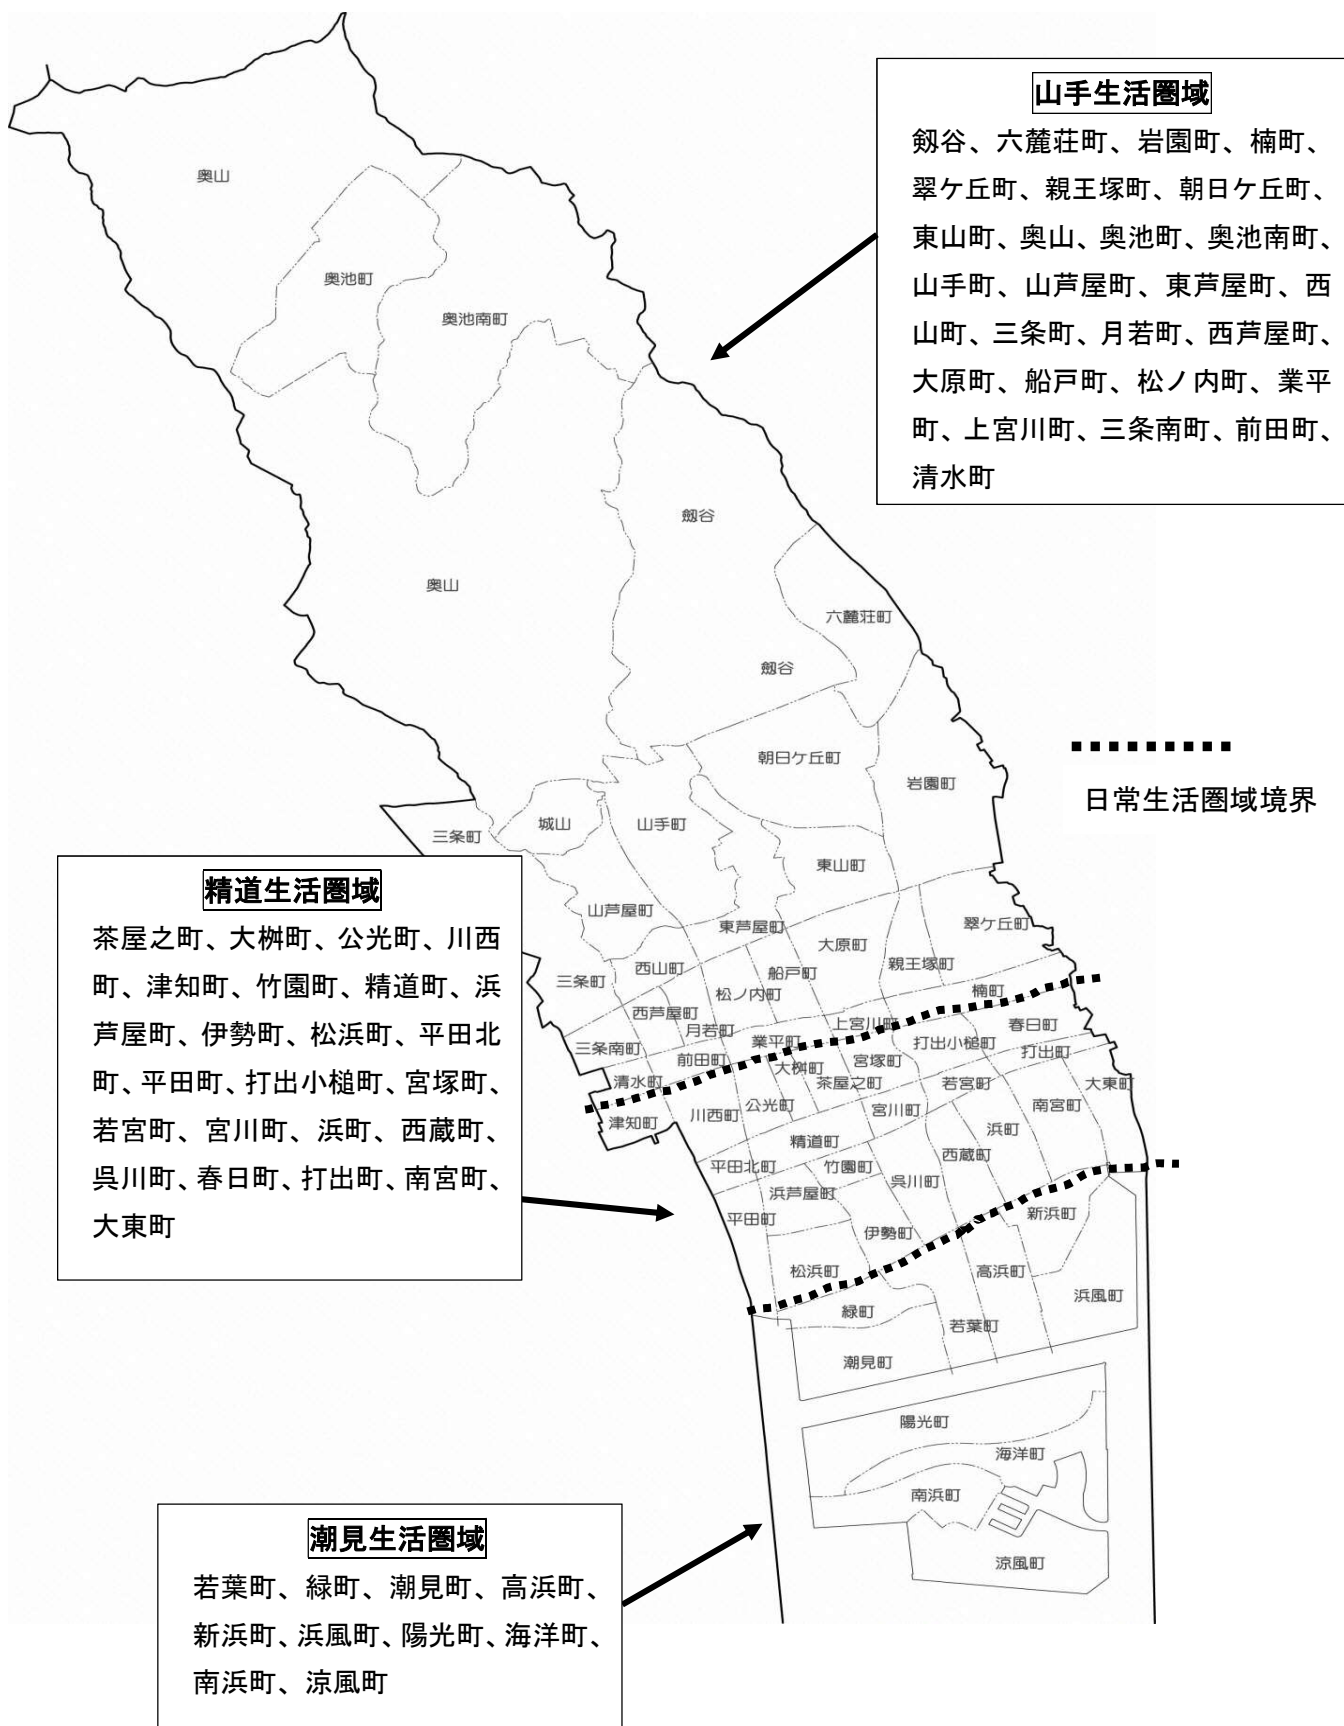 山手生活圏域
剱谷、六麓荘町、岩園町、楠町、
翠ケ丘町、親王塚町、朝日ケ丘町、
東山町、奥山、奥池町、奥池南町、
山手町、山芦屋町、東芦屋町、西
山町、三条町、月若町、西芦屋町、
大原町、船戸町、松ノ内町、業平
町、上宮川町、三条南町、前田町、
清水町
奥山
奥池町
奥池南町
剱谷
奥山
六麓荘町
剱谷
朝日ケ丘町
岩園町
日常生活圏域境界
城山
山手町
三条町
東山町
精道生活圏域
茶屋之町、大桝町、公光町、川西
町、津知町、竹園町、精道町、浜
芦屋町、伊勢町、松浜町、平田北
町、平田町、打出小槌町、宮塚町、
若宮町、宮川町、浜町、西蔵町、
呉川町、春日町、打出町、南宮町、
大東町
山芦屋町
東芦屋町
翠ケ丘町
大原町
西山町
船戸町
親王塚町
三条町
松ノ内町
楠町
西芦屋町
月若町
上宮川町
春日町
業平町
打出小槌町
三条南町
前田町
大桝町
宮塚町
打出町
清水町
茶屋之町
若宮町
大東町
公光町
宮川町
南宮町
津知町
川西町
浜町
精道町
西蔵町
平田北町
竹園町
呉川町
浜芦屋町
平田町
新浜町
伊勢町
松浜町
高浜町
浜風町
緑町
若葉町
潮見町
陽光町
海洋町
南浜町
涼風町
潮見生活圏域
若葉町、緑町、潮見町、高浜町、
新浜町、浜風町、陽光町、海洋町、
南浜町、涼風町